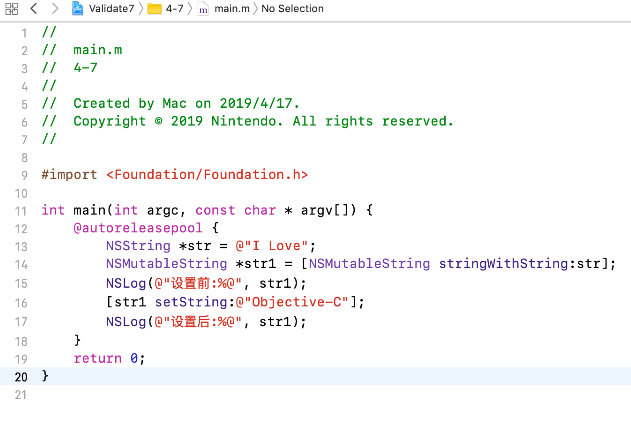 Validate7 4-7 main.m No Selection
1 //
2 //  main.m
3 //  4-7
4 //
5 //  Created by Mac on 2019/4/17.
6 //  Copyright © 2019 Nintendo. All rights reserved.
7 //
8
9 #import <Foundation/Foundation.h>
10
11 int main(int argc, const char * argv[]) {
12     @autoreleasepool {
13         NSString *str = @"I Love";
14         NSMutableString *str1 = [NSMutableString stringWithString:str];
15         NSLog(@"设置前:%@", str1);
16         [str1 setString:@"Objective-C"];
17         NSLog(@"设置后:%@", str1);
18     }
19     return 0;
20 }
21